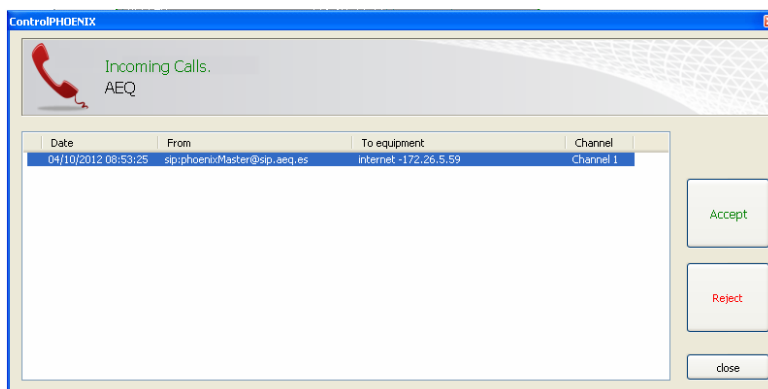 ControlPHOENIX
Incoming Calls.
AEQ
Date From To equipment Channel
04/10/2012 08:53:25 sip:phoenixMaster@sip.aeq.es internet -172.26.5.59 Channel 1
Accept
Reject
close